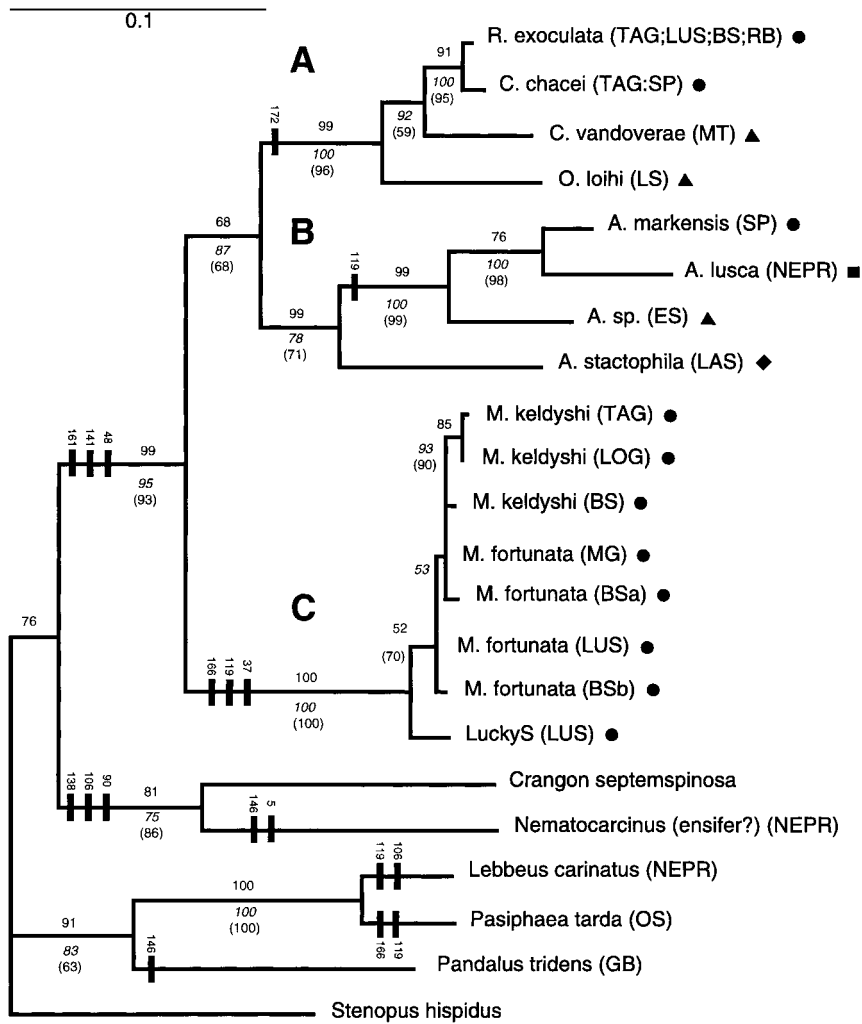 0.1
A
R. exoculata (TAG;LUS;BS;RB)
91
100
(95)
C. chacei (TAG:SP)
92
(59)
C. vandoverae (MT)
172
99
100
(96)
O. loihi (LS)
68
87
(68)
B
A. markensis (SP)
76
100
(98)
A. lusca (NEPR)
119
99
100
(99)
A. sp. (ES)
99
78
(71)
A. stactophila (LAS)
M. keldyshi (TAG)
85
93
(90)
M. keldyshi (LOG)
161
141
48
99
95
(93)
M. keldyshi (BS)
M. fortunata (MG)
53
M. fortunata (BSa)
C
76
52
(70)
M. fortunata (LUS)
166
119
37
100
100
(100)
M. fortunata (BSb)
LuckyS (LUS)
138
106
90
81
75
(86)
Crangon septemspinosa
146
5
Nematocarcinus (ensifer?) (NEPR)
119
106
Lebbeus carinatus (NEPR)
100
100
(100)
Pasiphaea tarda (OS)
166
119
91
83
(63)
146
Pandalus tridens (GB)
Stenopus hispidus